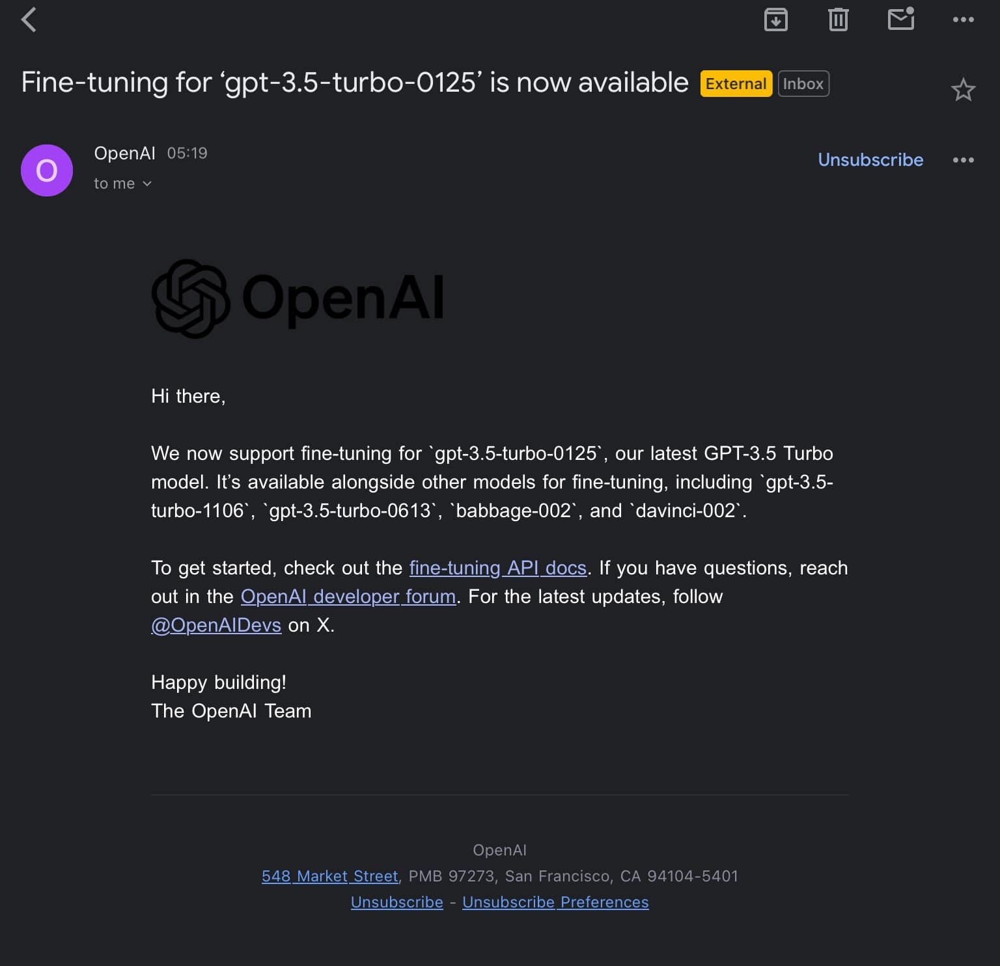 Fine-tuning for ‘gpt-3.5-turbo-0125’ is now available External Inbox
O
OpenAI 05:19
Unsubscribe
to me
OpenAI
Hi there,
We now support fine-tuning for `gpt-3.5-turbo-0125`, our latest GPT-3.5 Turbo
model. It’s available alongside other models for fine-tuning, including `gpt-3.5-
turbo-1106`, `gpt-3.5-turbo-0613`, `babbage-002`, and `davinci-002`.
To get started, check out the fine-tuning API docs. If you have questions, reach
out in the OpenAI developer forum. For the latest updates, follow
@OpenAIDevs on X.
Happy building!
The OpenAI Team
OpenAI
548 Market Street, PMB 97273, San Francisco, CA 94104-5401
Unsubscribe - Unsubscribe Preferences